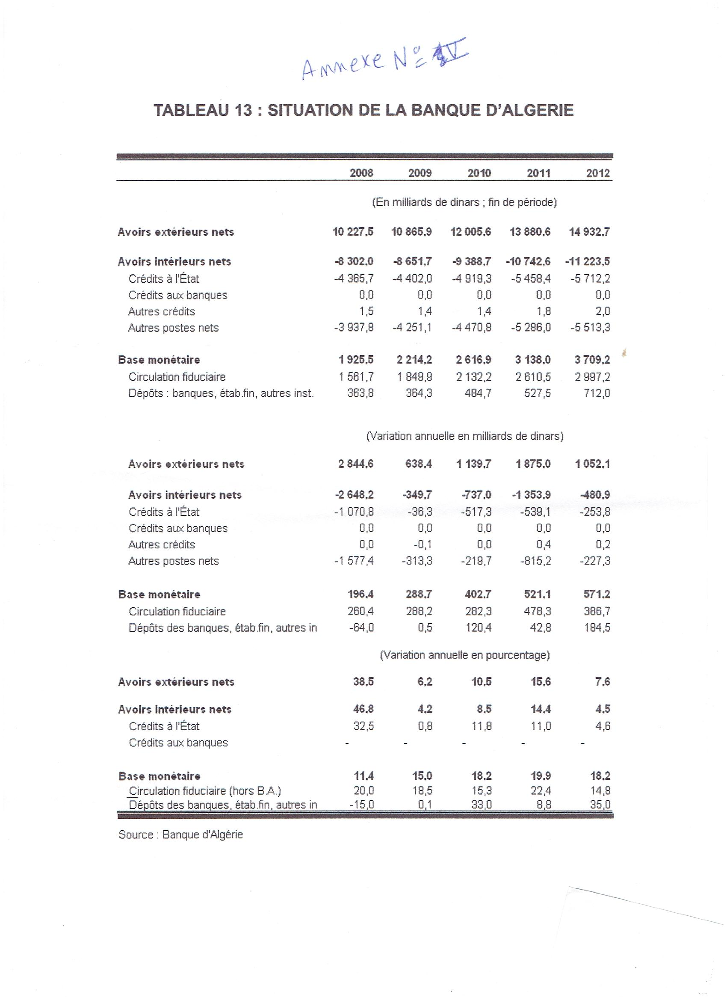 Annexe N°
TABLEAU 13 : SITUATION DE LA BANQUE D'ALGERIE
2008 2009 2010 2011 2012
(En milliards de dinars ; fin de période)
Avoirs extérieurs nets 10 227,5 10 865,9 12 005,6 13 880,6 14 932,7
Avoirs intérieurs nets -8 302,0 -8 651,7 -9 388,7 -10 742,6 -11 223,5
Crédits à l'État -4 365,7 -4 402,0 -4 919,3 -5 458,4 -5 712,2
Crédits aux banques 0,0 0,0 0,0 0,0 0,0
Autres crédits 1,5 1,4 1,4 1,8 2,0
Autres postes nets -3 937,8 -4 251,1 -4 470,8 -5 286,0 -5 513,3
Base monétaire 1 925,5 2 214,2 2 616,9 3 138,0 3 709,2
Circulation fiduciaire 1 561,7 1 849,9 2 132,2 2 610,5 2 997,2
Dépôts : banques, étab.fin, autres inst. 363,8 364,3 484,7 527,5 712,0
(Variation annuelle en milliards de dinars)
Avoirs extérieurs nets 2 844,6 638,4 1 139,7 1 875,0 1 052,1
Avoirs intérieurs nets -2 648,2 -349,7 -737,0 -1 353,9 -480,9
Crédits à l'État -1 070,8 -36,3 -517,3 -539,1 -253,8
Crédits aux banques 0,0 0,0 0,0 0,0 0,0
Autres crédits 0,0 -0,1 0,0 0,4 0,2
Autres postes nets -1 577,4 -313,3 -219,7 -815,2 -227,3
Base monétaire 196,4 288,7 402,7 521,1 571,2
Circulation fiduciaire 260,4 288,2 282,3 478,3 386,7
Dépôts des banques, étab.fin, autres in -64,0 0,5 120,4 42,8 184,5
(Variation annuelle en pourcentage)
Avoirs extérieurs nets 38,5 6,2 10,5 15,6 7,6
Avoirs intérieurs nets 46,8 4,2 8,5 14,4 4,5
Crédits à l'État 32,5 0,8 11,8 11,0 4,6
Crédits aux banques - - - - -
Base monétaire 11,4 15,0 18,2 19,9 18,2
Circulation fiduciaire (hors B.A.) 20,0 18,5 15,3 22,4 14,8
Dépôts des banques, étab.fin, autres in -15,0 0,1 33,0 8,8 35,0
Source : Banque d'Algérie